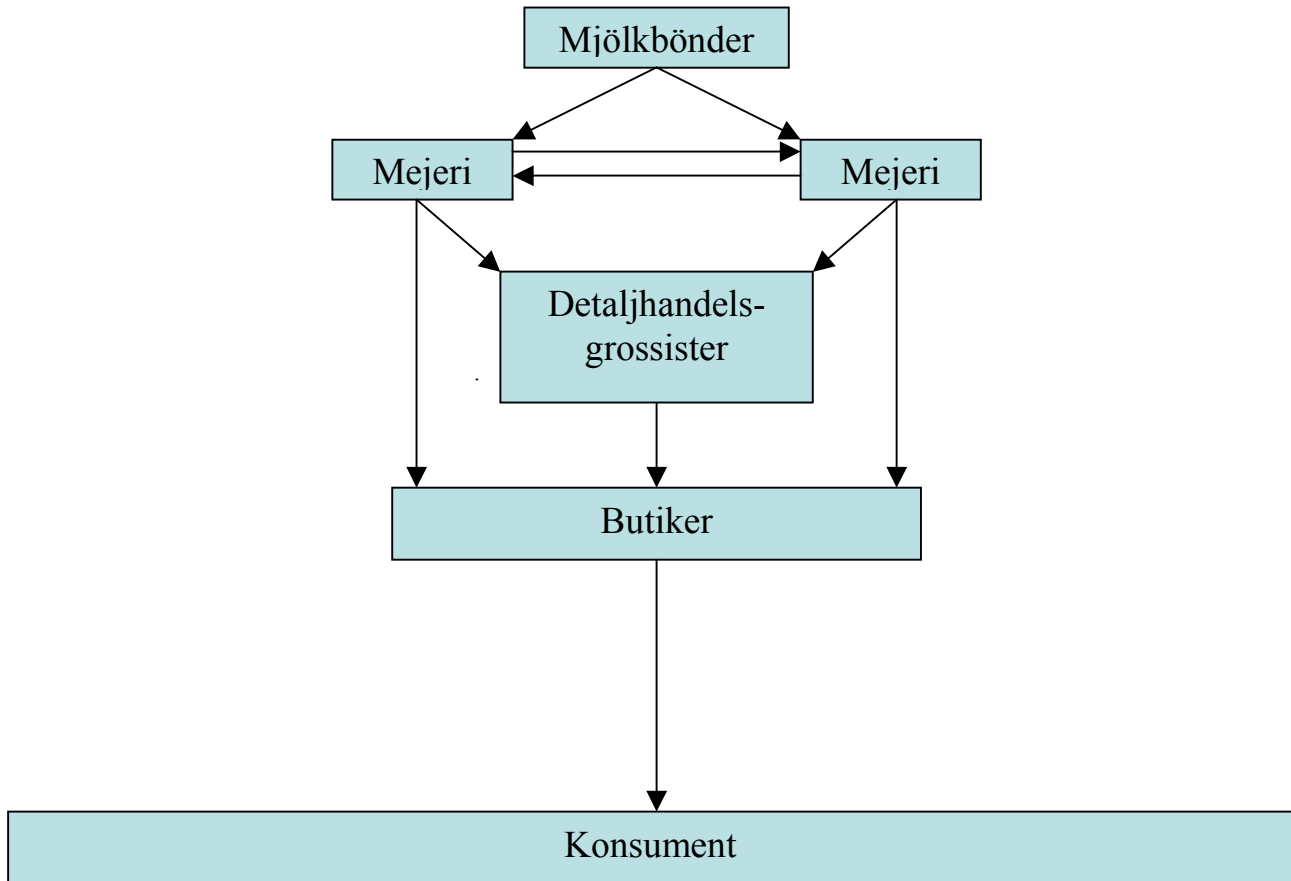 Mjölkbönder
Mejeri
Mejeri
Detaljhandels-
grossister
Butiker
Konsument